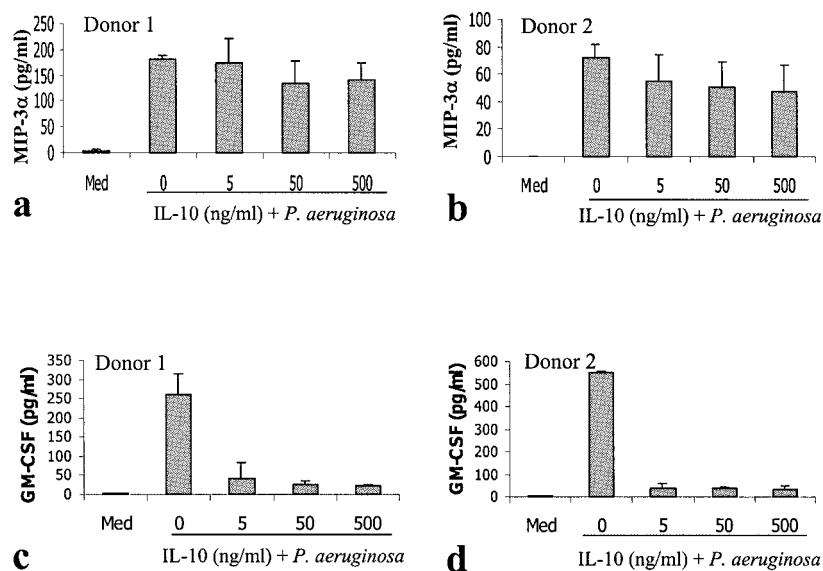 Donor 1
MIP-3α (pg/ml)
250
200
150
100
50
0
Med 0 5 50 500
IL-10 (ng/ml) + P. aeruginosa
a
Donor 2
MIP-3α (pg/ml)
100
80
60
40
20
0
Med 0 5 50 500
IL-10 (ng/ml) + P. aeruginosa
b
Donor 1
GM-CSF (pg/ml)
350
300
250
200
150
100
50
0
Med 0 5 50 500
IL-10 (ng/ml) + P. aeruginosa
c
Donor 2
GM-CSF (pg/ml)
600
500
400
300
200
100
0
Med 0 5 50 500
IL-10 (ng/ml) + P. aeruginosa
d